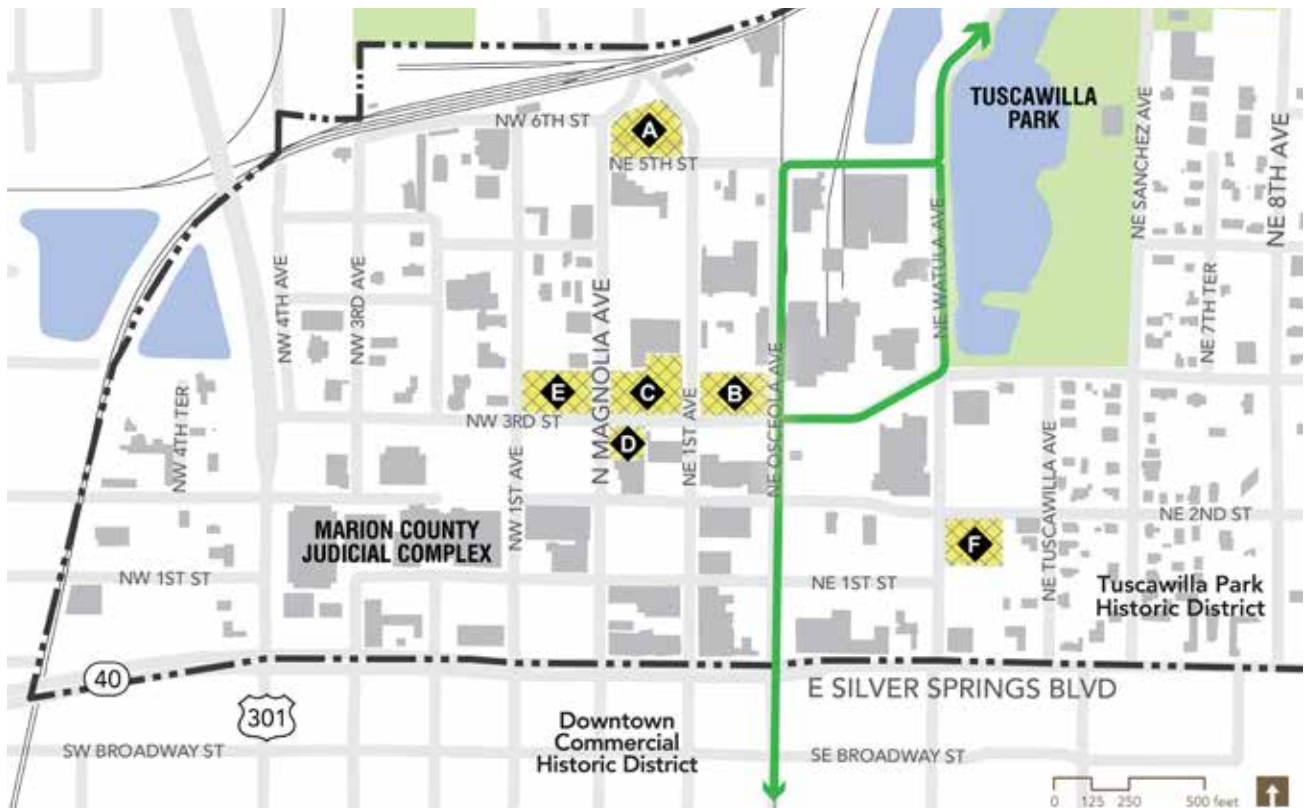 TUSCAWILLA
PARK
NW 6TH ST
A
NE 5TH ST
NE SANCHEZ AVE
NE 8TH AVE
NE WATULA AVE
NW 4TH AVE
NW 3RD AVE
NE 7TH TER
N MAGNOLIA AVE
E
C
B
NW 3RD ST
D
NE 1ST AVE
NE OSCEOLA AVE
NW 4TH TER
NW 1ST AVE
NE TUSCAWILLA AVE
NE 2ND ST
MARION COUNTY
JUDICIAL COMPLEX
F
NW 1ST ST
NE 1ST ST
Tuscawilla Park
Historic District
40
E SILVER SPRINGS BLVD
301
Downtown
Commercial
Historic District
SW BROADWAY ST
SE BROADWAY ST
0 125 250 500 feet